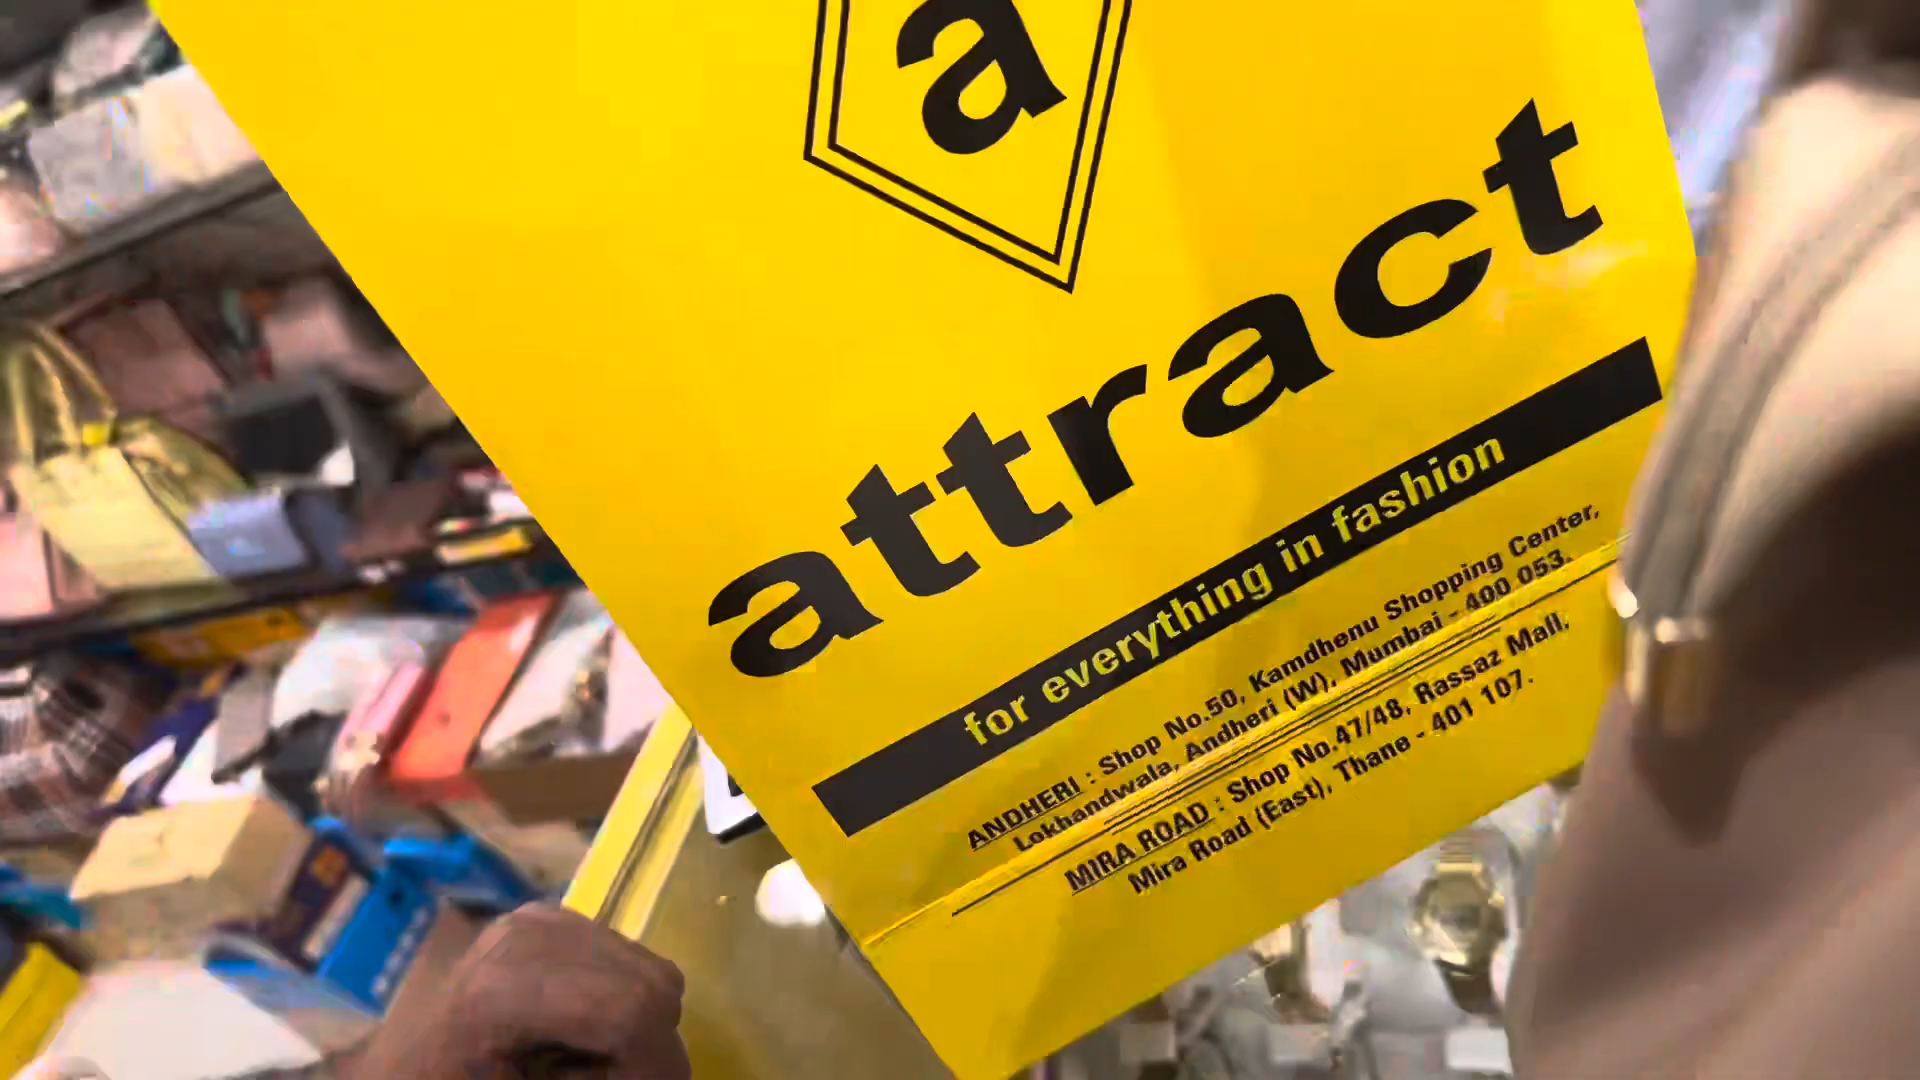 a
attract
for everything in fashion
ANDHERI : Shop No.50, Kamdhenu Shopping Center,
Lokhandwala, Andheri (W), Mumbai - 400 053.
MIRA ROAD : Shop No.47/48, Rassaz Mall,
Mira Road (East), Thane - 401 107.